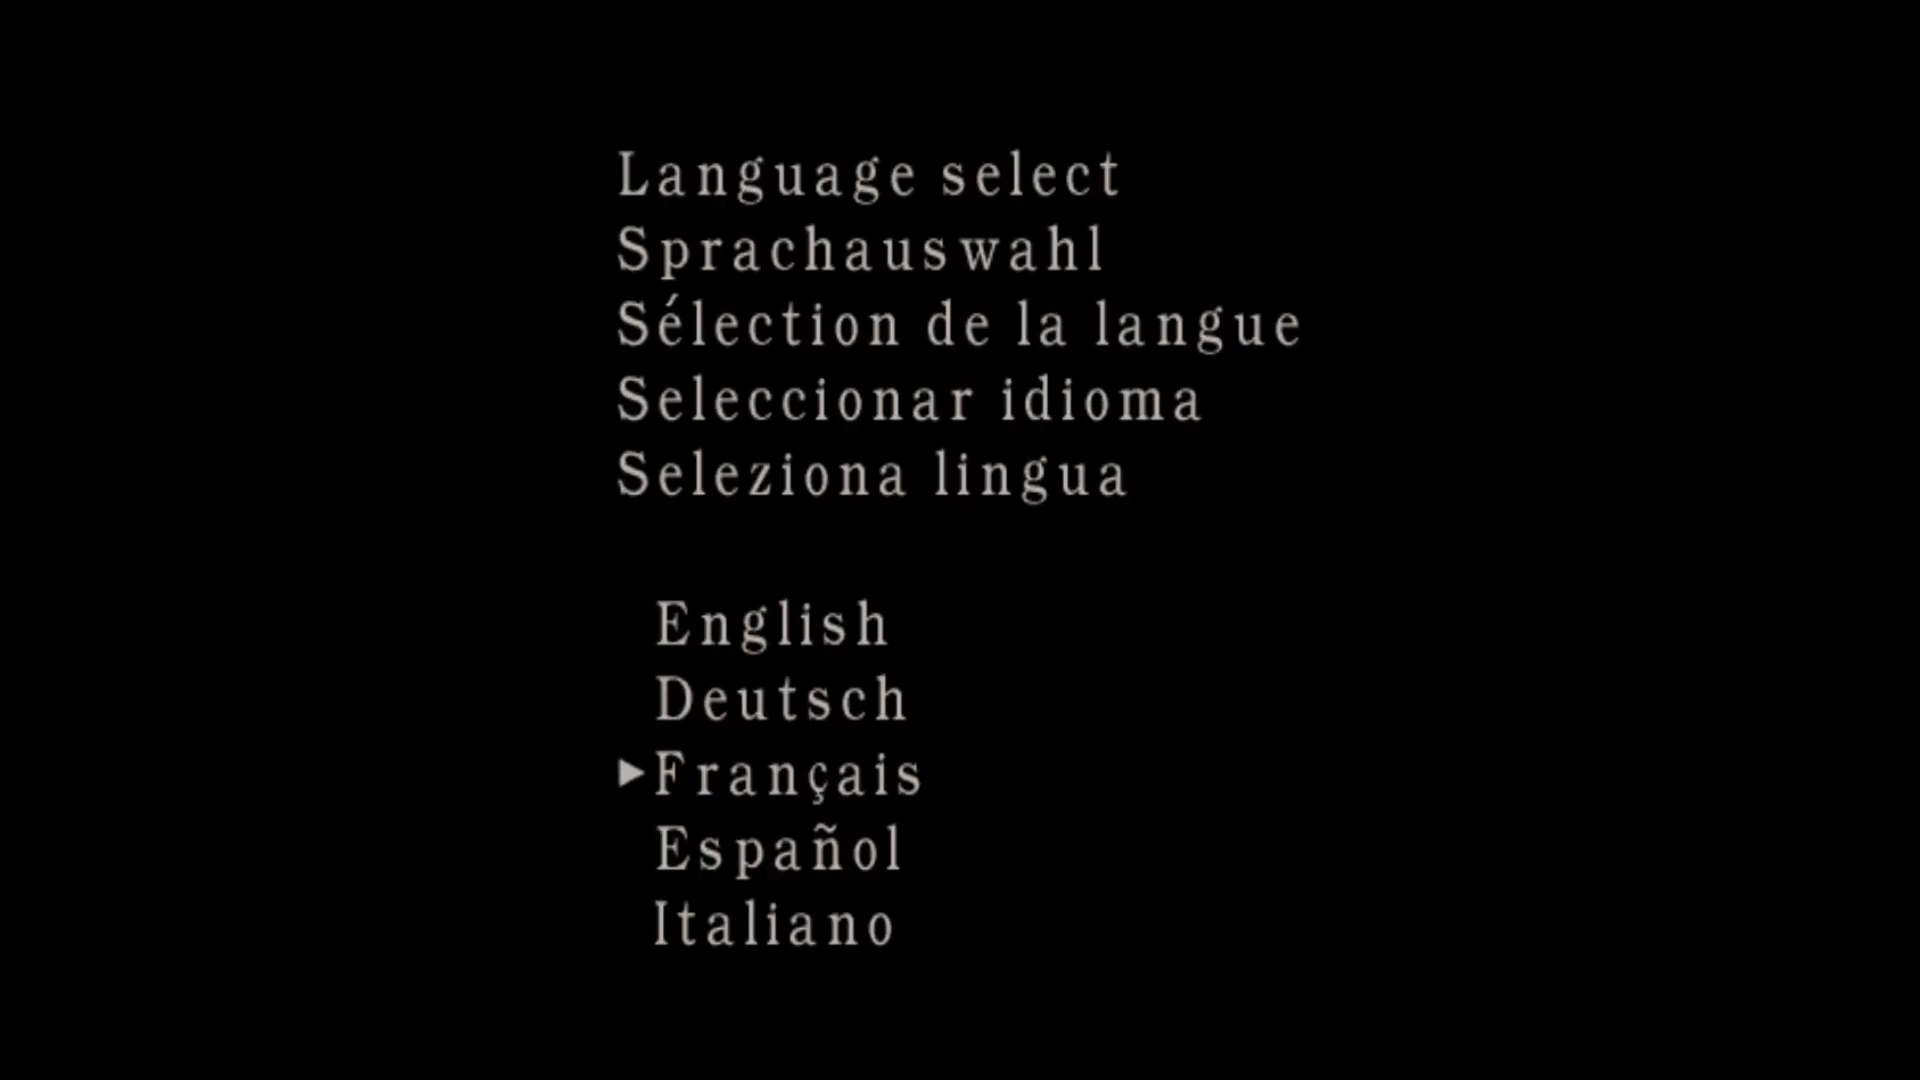 Language select
Sprachauswahl
Sélection de la langue
Seleccionar idioma
Seleziona lingua
English
Deutsch
►Français
Español
Italiano